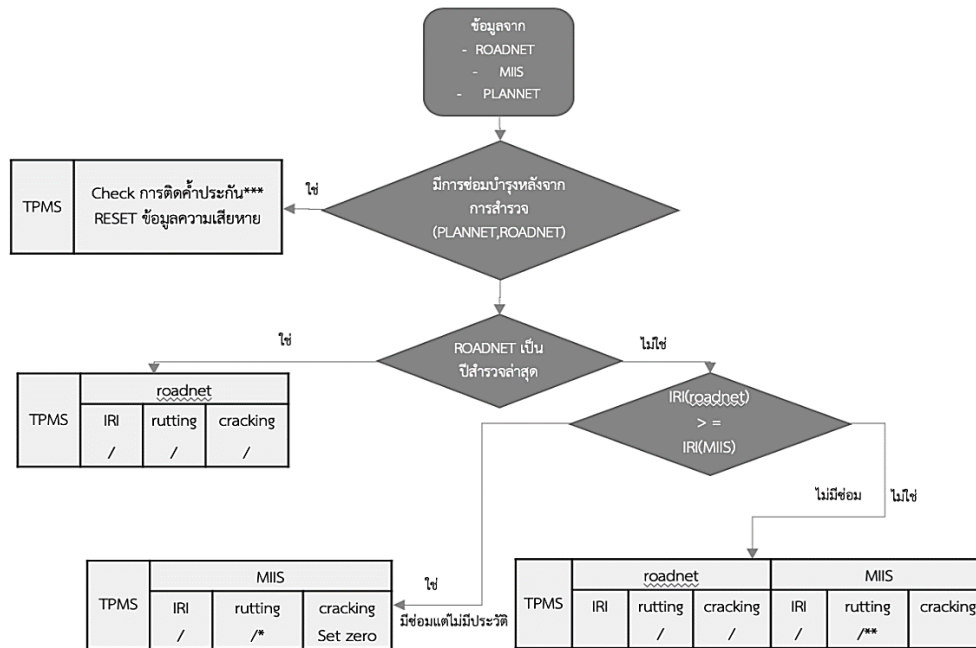 ข้อมูลจาก
- ROADNET
- MIIS
- PLANNET
มีการซ่อมบำรุงหลังจาก
การสำรวจ
(PLANNET,ROADNET)
ใช่
TPMS
Check การติดค้ำประกัน***
RESET ข้อมูลความเสียหาย
ROADNET เป็น
ปีสำรวจล่าสุด
ใช่
ไม่ใช่
TPMS
roadnet
IRI rutting cracking
/ / /
IRI(roadnet)
> =
IRI(MIIS)
ไม่มีซ่อม ไม่ใช่
ใช่
มีซ่อมแต่ไม่มีประวัติ
TPMS
MIIS
IRI rutting cracking
/ /* Set zero
TPMS
roadnet MIIS
IRI rutting cracking IRI rutting cracking
/ / / /**